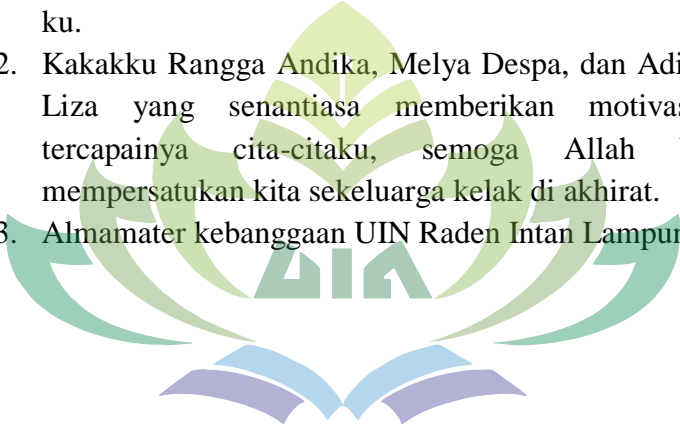 ku.
2. Kakakku Rangga Andika, Melya Despa, dan Adi
Liza yang senantiasa memberikan motivas
tercapainya cita-citaku, semoga Allah
mempersatukan kita sekeluarga kelak di akhirat.
3. Almamater kebanggaan UIN Raden Intan Lampun
UIN